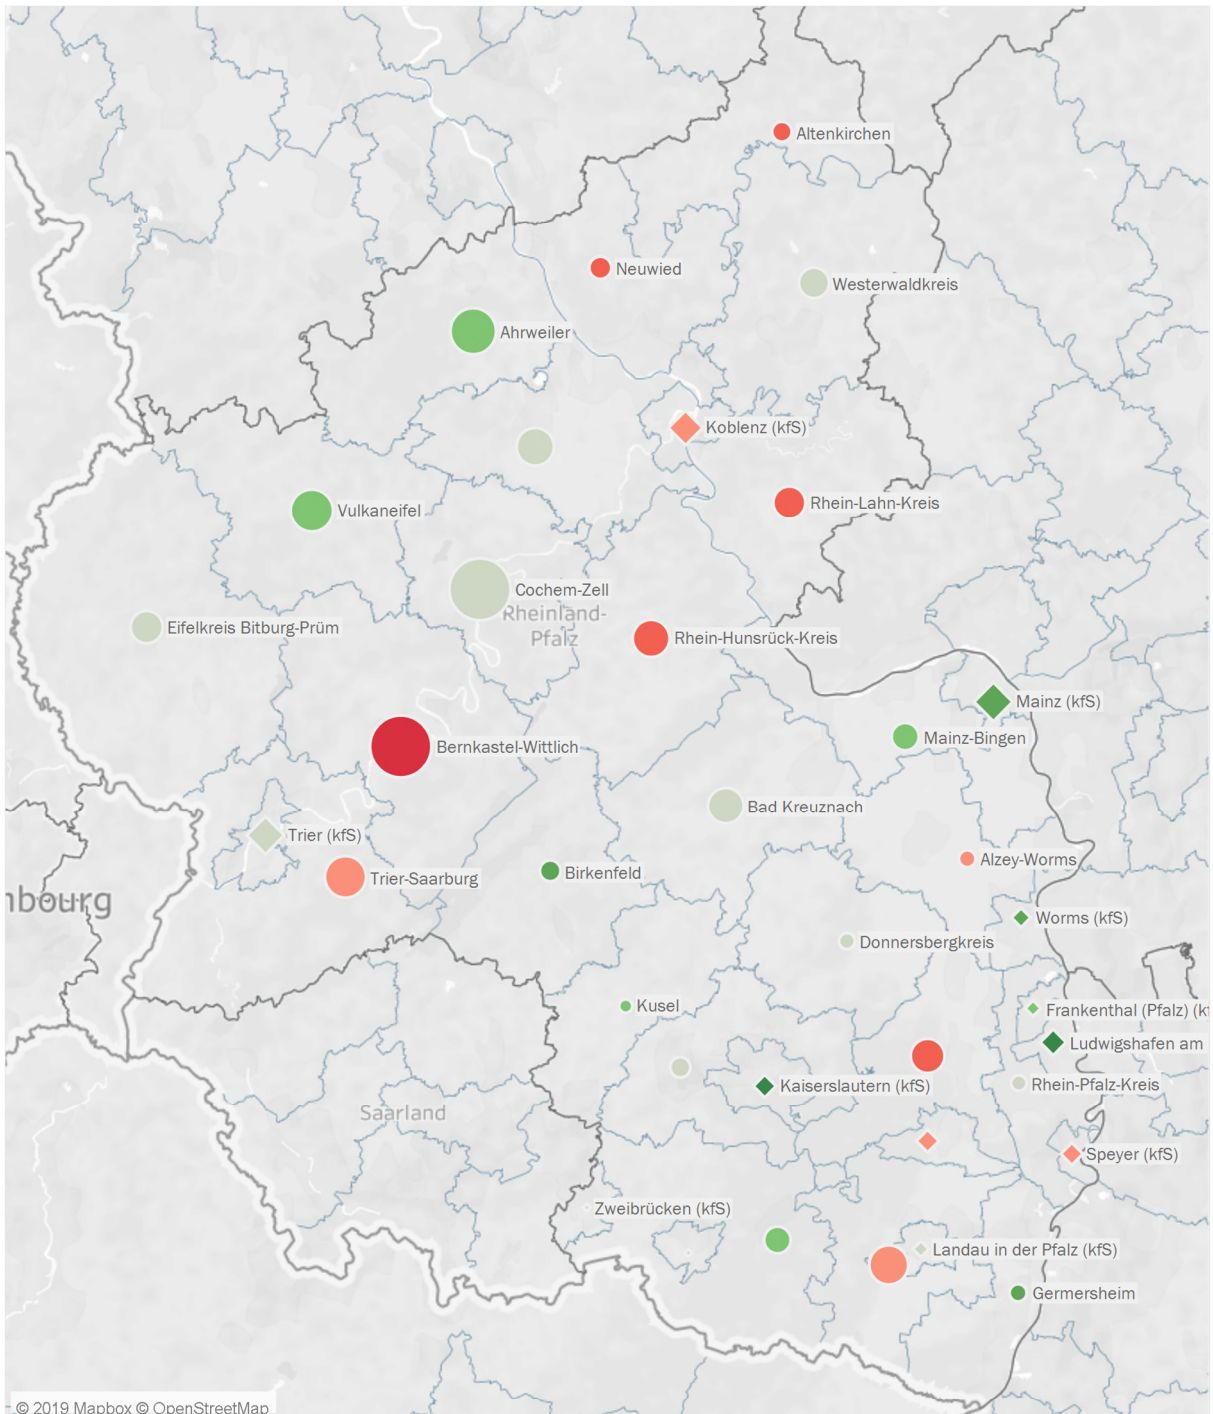 Altenkirchen
Neuwied
Westerwaldkreis
Ahrweiler
Koblenz (kfS)
Rhein-Lahn-Kreis
Vulkaneifel
Cochem-Zell
Rheinland-
Pfalz
Eifelkreis Bitburg-Prüm
Rhein-Hunsrück-Kreis
Mainz (kfS)
Mainz-Bingen
Bernkastel-Wittlich
Bad Kreuznach
Trier (kfS)
Alzey-Worms
Birkenfeld
Trier-Saarburg
mbourg
Worms (kfS)
Donnersbergkreis
Kusel
Frankenthal (Pfalz) (kf
Ludwigshafen am
Rhein-Pfalz-Kreis
Kaiserslautern (kfS)
Saarland
Speyer (kfS)
Zweibrücken (kfS)
Landau in der Pfalz (kfS)
Germersheim
© 2019 Mapbox © OpenStreetMap